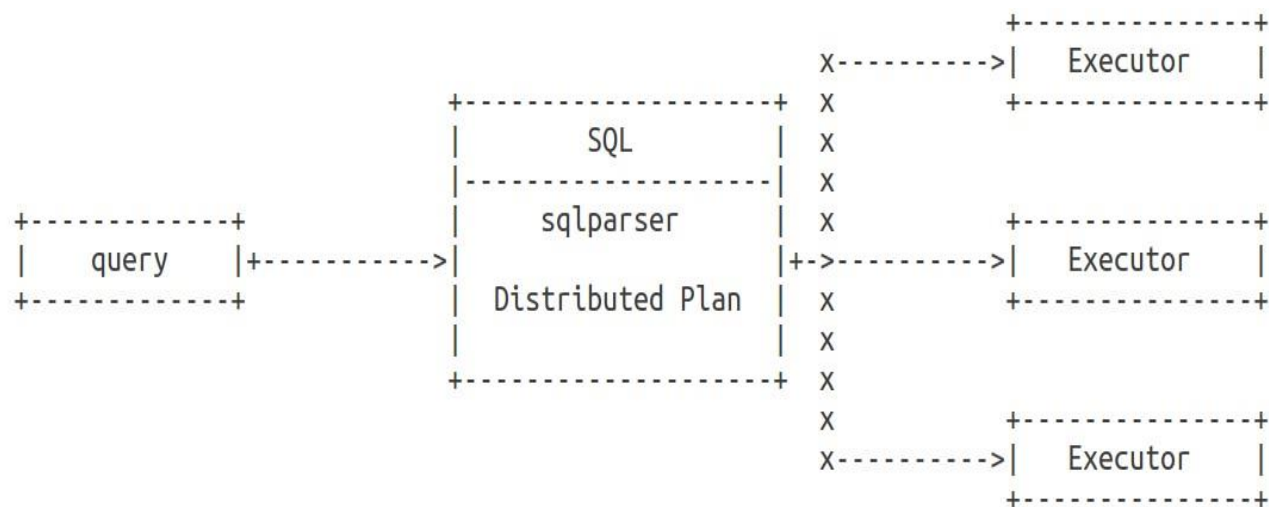 +---------------+
                                        x---------->|   Executor    |
                      +--------------------+  x         +---------------+
                      |        SQL         |  x
                      |--------------------|  x
+-------------+            |     sqlparser      |  x         +---------------+
|    query    |+----------->|                    |+->---------->|   Executor    |
+-------------+            |  Distributed Plan  |  x         +---------------+
                      |                    |  x
                      +--------------------+  x
                                        x         +---------------+
                                        x---------->|   Executor    |
                                                  +---------------+